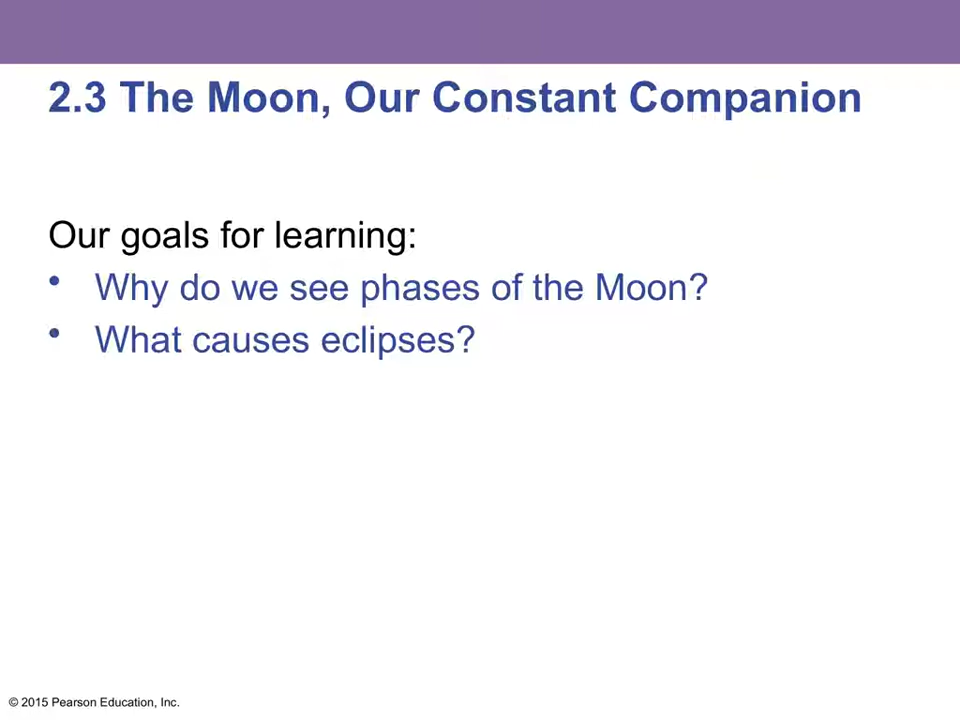 2.3 The Moon, Our Constant Companion
Our goals for learning:
• Why do we see phases of the Moon?
• What causes eclipses?
© 2015 Pearson Education, Inc.